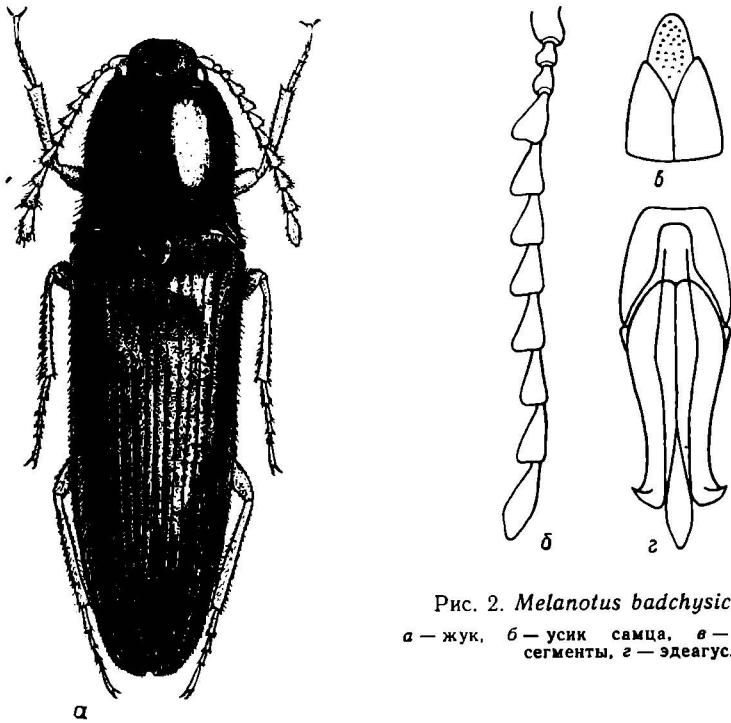 б
б
г
а
Рис. 2. Melanotus badchysic
а — жук, б — усик самца, в —
сегменты, г — эдеагус.